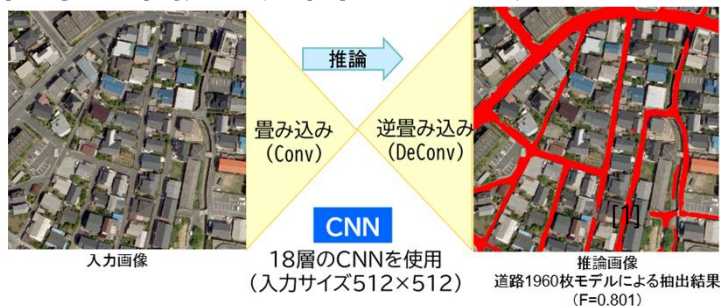 推論
畳み込み
(Conv)
逆畳み込み
(DeConv)
[1]
CNN
18層のCNNを使用
(入力サイズ512×512)
入力画像
推論画像
道路1960枚モデルによる抽出結果
(F=0.801)